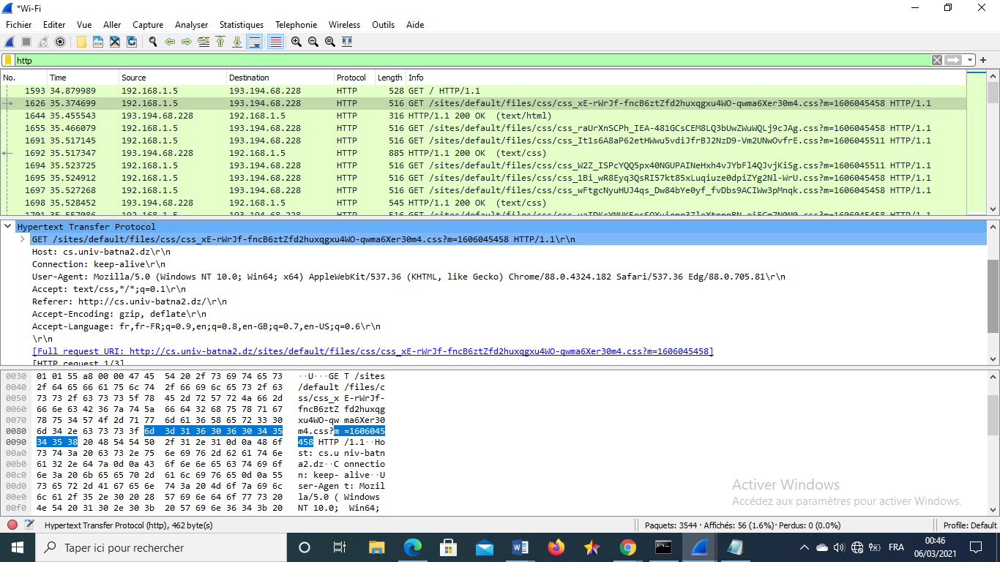 *Wi-Fi
Fichier Editer Vue Aller Capture Analyser Statistiques Telephonie Wireless Outils Aide
http
No. Time Source Destination Protocol Length Info
1593 34.879989 192.168.1.5 193.194.68.228 HTTP 528 GET / HTTP/1.1
1626 35.374699 192.168.1.5 193.194.68.228 HTTP 516 GET /sites/default/files/css/css_xE-rWrJf-fncB6ztZfd2huxqgxu4WO-qwma6Xer30m4.css?m=1606045458 HTTP/1.1
1644 35.455543 193.194.68.228 192.168.1.5 HTTP 316 HTTP/1.1 200 OK (text/html)
1655 35.466079 192.168.1.5 193.194.68.228 HTTP 516 GET /sites/default/files/css/css_raUrXnSCPh_IEA-481GCsCEM8LQ3bUwZWuWQLj9cJAg.css?m=1606045458 HTTP/1.1
1691 35.517145 192.168.1.5 193.194.68.228 HTTP 516 GET /sites/default/files/css/css_It1s6A8aP62etHWwu5vdiJfrBJ2NzD9-Vm2UNwOvfrE.css?m=1606045511 HTTP/1.1
1692 35.517347 193.194.68.228 192.168.1.5 HTTP 885 HTTP/1.1 200 OK (text/css)
1694 35.523725 192.168.1.5 193.194.68.228 HTTP 516 GET /sites/default/files/css/css_W2Z_ISPcYQQ5px40NGUPAINeHxh4vJYbFl4QJvjKiSg.css?m=1606045511 HTTP/1.1
1695 35.524912 192.168.1.5 193.194.68.228 HTTP 516 GET /sites/default/files/css/css_1Bi_wR8Eyq3QsRI57kt85xLuqiuze0dpiZYg2Nl-WrU.css?m=1606045458 HTTP/1.1
1697 35.527268 192.168.1.5 193.194.68.228 HTTP 516 GET /sites/default/files/css/css_wFtgcNyuHUJ4qs_Dw84bYe0yf_fvDbs9ACIWw3pMnqk.css?m=1606045458 HTTP/1.1
1698 35.528452 193.194.68.228 192.168.1.5 HTTP 545 HTTP/1.1 200 OK (text/css)
Hypertext Transfer Protocol
GET /sites/default/files/css/css_xE-rWrJf-fncB6ztZfd2huxqgxu4WO-qwma6Xer30m4.css?m=1606045458 HTTP/1.1\r\n
Host: cs.univ-batna2.dz\r\n
Connection: keep-alive\r\n
User-Agent: Mozilla/5.0 (Windows NT 10.0; Win64; x64) AppleWebKit/537.36 (KHTML, like Gecko) Chrome/88.0.4324.182 Safari/537.36 Edg/88.0.705.81\r\n
Accept: text/css,*/*;q=0.1\r\n
Referer: http://cs.univ-batna2.dz/\r\n
Accept-Encoding: gzip, deflate\r\n
Accept-Language: fr,fr-FR;q=0.9,en;q=0.8,en-GB;q=0.7,en-US;q=0.6\r\n
\r\n
[Full request URI: http://cs.univ-batna2.dz/sites/default/files/css/css_xE-rWrJf-fncB6ztZfd2huxqgxu4WO-qwma6Xer30m4.css?m=1606045458]
[HTTP request 1/3]
0030 01 01 55 a8 00 00 47 45 54 20 2f 73 69 74 65 73 ··U···GE T /sites
0040 2f 64 65 66 61 75 6c 74 2f 66 69 6c 65 73 2f 63 /default /files/c
0050 73 73 2f 63 73 73 5f 78 45 2d 72 57 72 4a 66 2d ss/css_x E-rWrJf-
0060 66 6e 63 42 36 7a 74 5a 66 64 32 68 75 78 71 67 fncB6ztZ fd2huxqg
0070 78 75 34 57 4f 2d 71 77 6d 61 36 58 65 72 33 30 xu4WO-qw ma6Xer30
0080 6d 34 2e 63 73 73 3f 6d 3d 31 36 30 36 30 34 35 m4.css?m =1606045
0090 34 35 38 20 48 54 54 50 2f 31 2e 31 0d 0a 48 6f 458 HTTP /1.1··Ho
00a0 73 74 3a 20 63 73 2e 75 6e 69 76 2d 62 61 74 6e st: cs.u niv-batn
00b0 61 32 2e 64 7a 0d 0a 43 6f 6e 6e 65 63 74 69 6f a2.dz··C onnectio
00c0 6e 3a 20 6b 65 65 70 2d 61 6c 69 76 65 0d 0a 55 n: keep- alive··U
00d0 73 65 72 2d 41 67 65 6e 74 3a 20 4d 6f 7a 69 6c ser-Agen t: Mozil
00e0 6c 61 2f 35 2e 30 20 28 57 69 6e 64 6f 77 73 20 la/5.0 ( Windows
00f0 4e 54 20 31 30 2e 30 3b 20 57 69 6e 36 34 3b 20 NT 10.0; Win64;
Activer Windows
Accédez aux paramètres pour activer Windows.
Hypertext Transfer Protocol (http), 462 byte(s) Paquets: 3544 · Affichés: 56 (1.6%) · Perdus: 0 (0.0%) Profile: Default
Taper ici pour rechercher FRA 00:46
06/03/2021